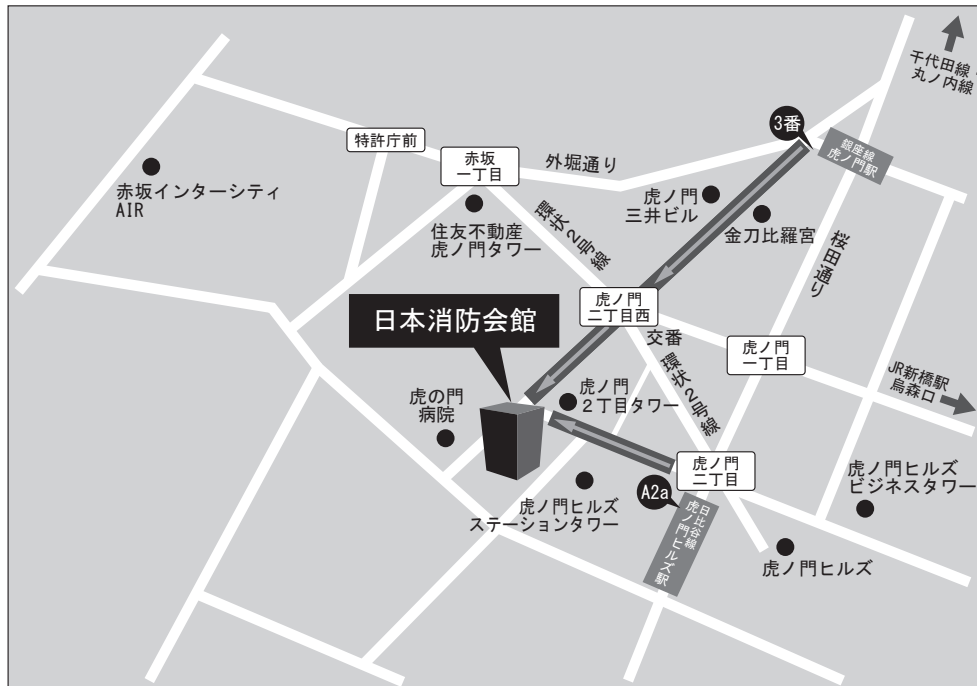 千代田線・
丸ノ内線
3番
銀座線
虎ノ門駅
特許庁前
赤坂
一丁目
外堀通り
赤坂インターシティ
AIR
住友不動産
虎ノ門タワー
環状2号線
虎ノ門
三井ビル
金刀比羅宮
桜田通り
日本消防会館
虎ノ門
二丁目西
交番
虎ノ門
一丁目
環状2号線
JR新橋駅
烏森口
虎の門
病院
虎ノ門
2丁目タワー
虎ノ門
二丁目
虎ノ門ヒルズ
ビジネスタワー
A2a
虎ノ門ヒルズ
ステーションタワー
日比谷線
虎ノ門ヒルズ駅
虎ノ門ヒルズ